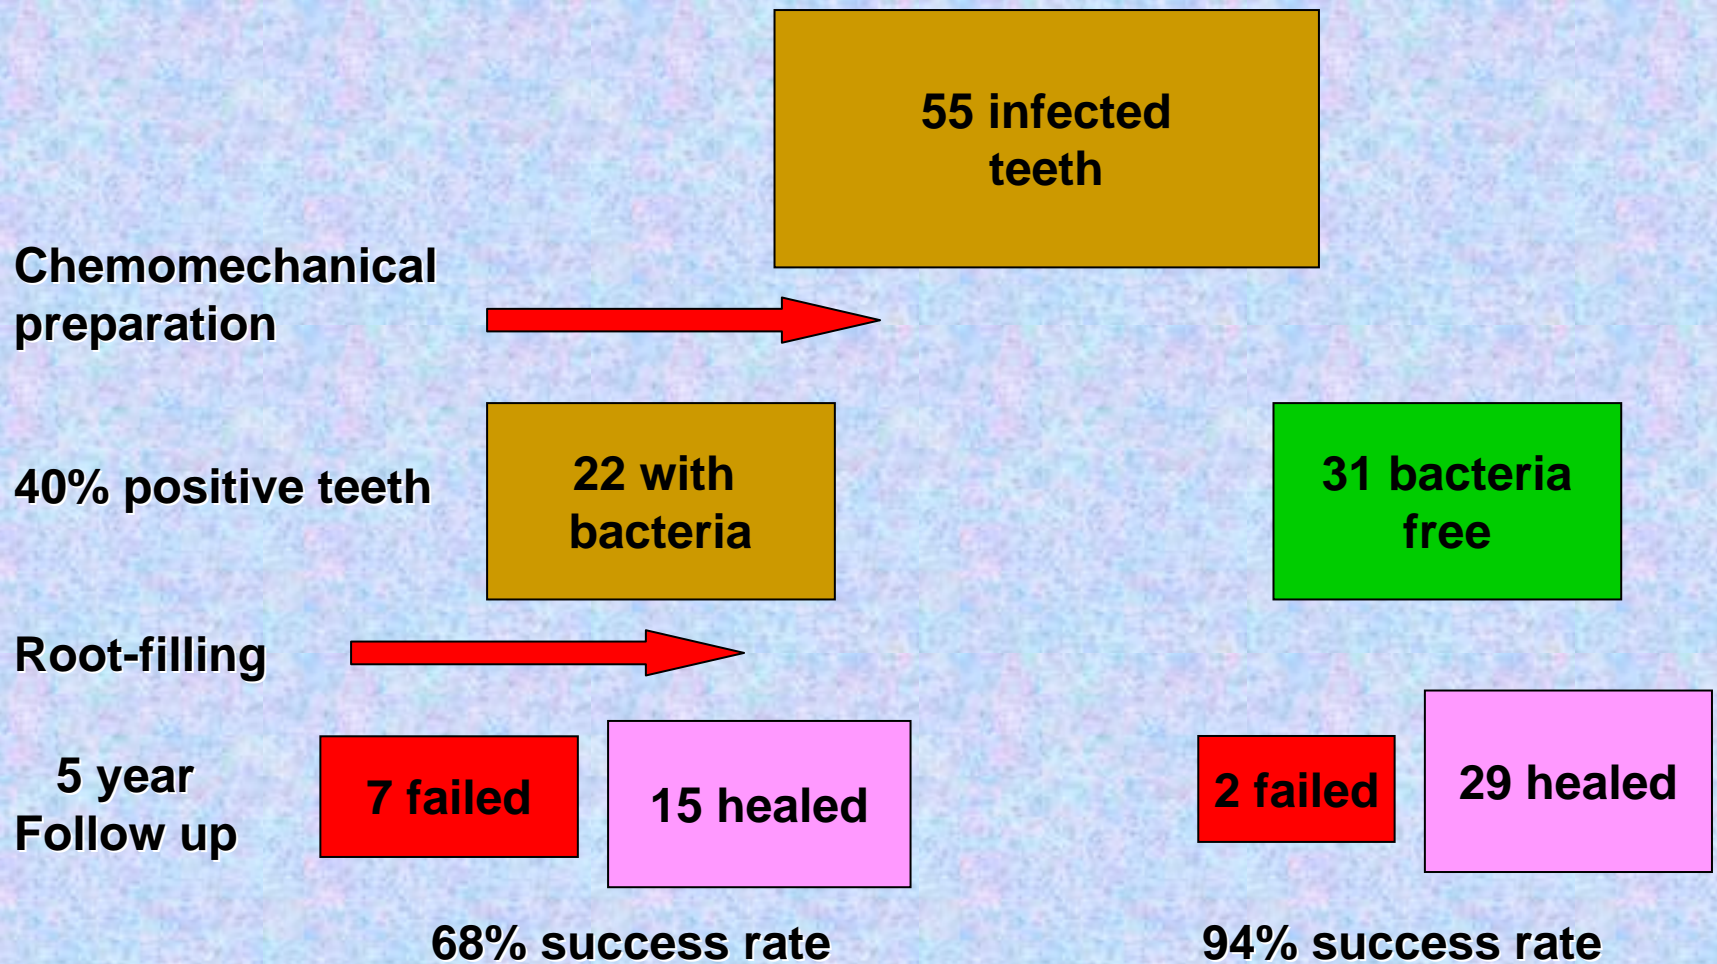 55 infected
teeth
Chemomechanical
preparation
40% positive teeth
22 with
bacteria
31 bacteria
free
Root-filling
5 year
Follow up
7 failed
15 healed
2 failed
29 healed
68% success rate
94% success rate